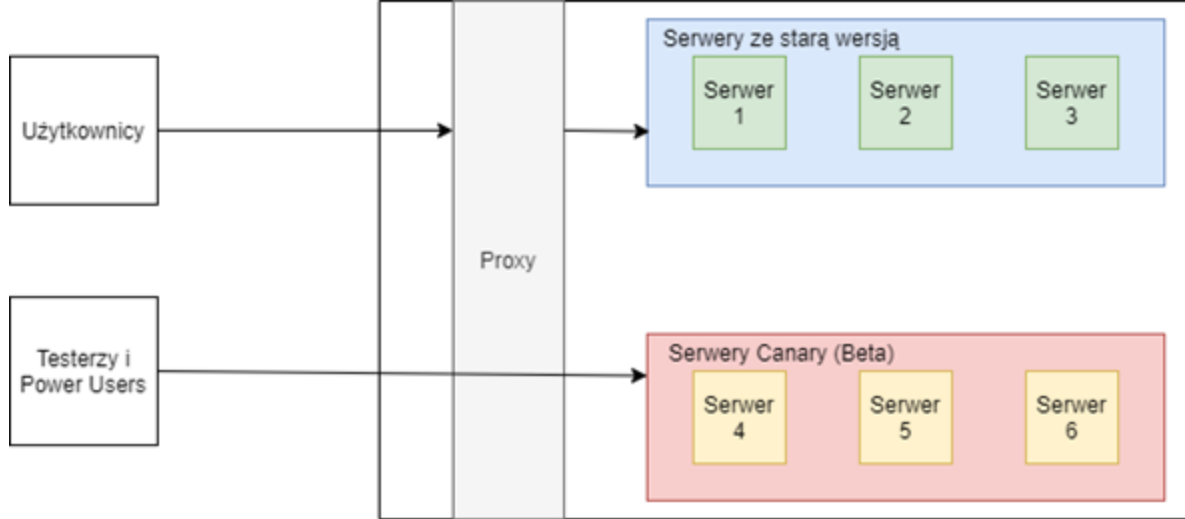 Serwery ze starą wersją
Serwer
1
Serwer
2
Serwer
3
Użytkownicy
Proxy
Testerzy i
Power Users
Serwery Canary (Beta)
Serwer
4
Serwer
5
Serwer
6